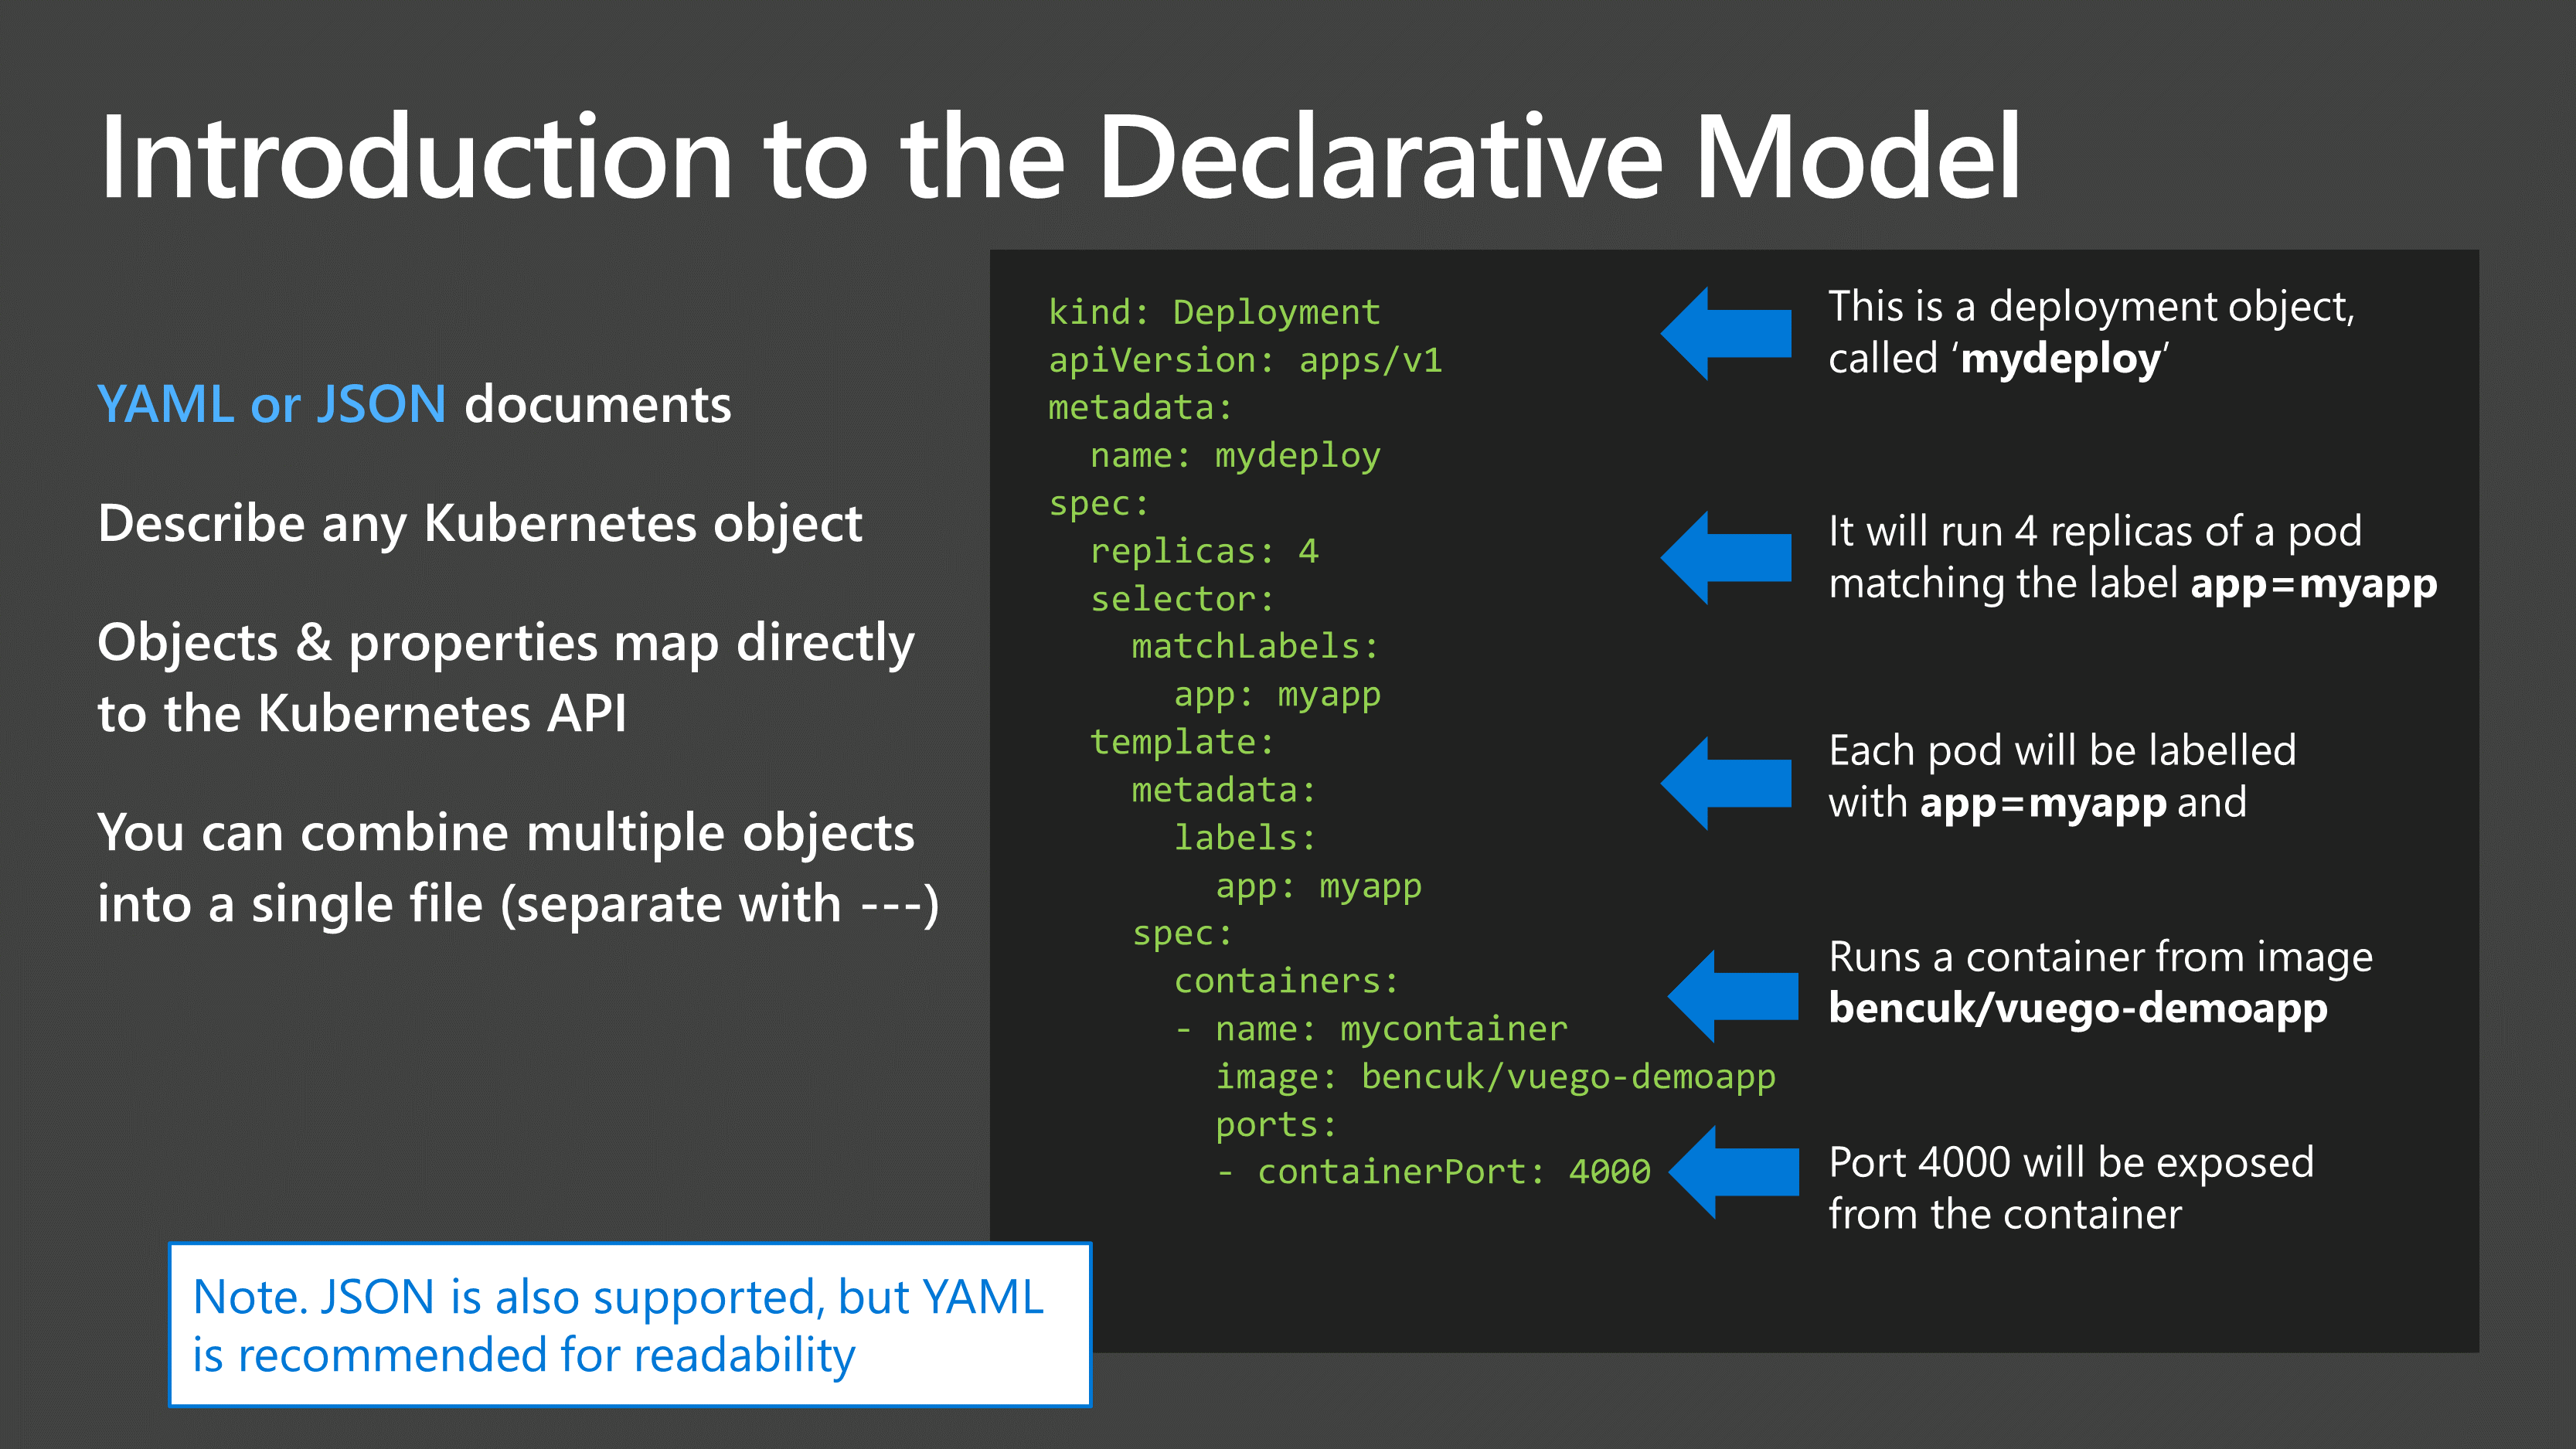 Introduction to the Declarative Model
YAML or JSON documents
Describe any Kubernetes object
Objects & properties map directly
to the Kubernetes API
You can combine multiple objects
into a single file (separate with ---)
Note. JSON is also supported, but YAML
is recommended for readability
kind: Deployment
apiVersion: apps/v1
metadata:
  name: mydeploy
spec:
  replicas: 4
  selector:
    matchLabels:
      app: myapp
  template:
    metadata:
      labels:
        app: myapp
    spec:
      containers:
      - name: mycontainer
        image: bencuk/vuego-demoapp
        ports:
        - containerPort: 4000
This is a deployment object,
called ‘mydeploy’
It will run 4 replicas of a pod
matching the label app=myapp
Each pod will be labelled
with app=myapp and
Runs a container from image
bencuk/vuego-demoapp
Port 4000 will be exposed
from the container